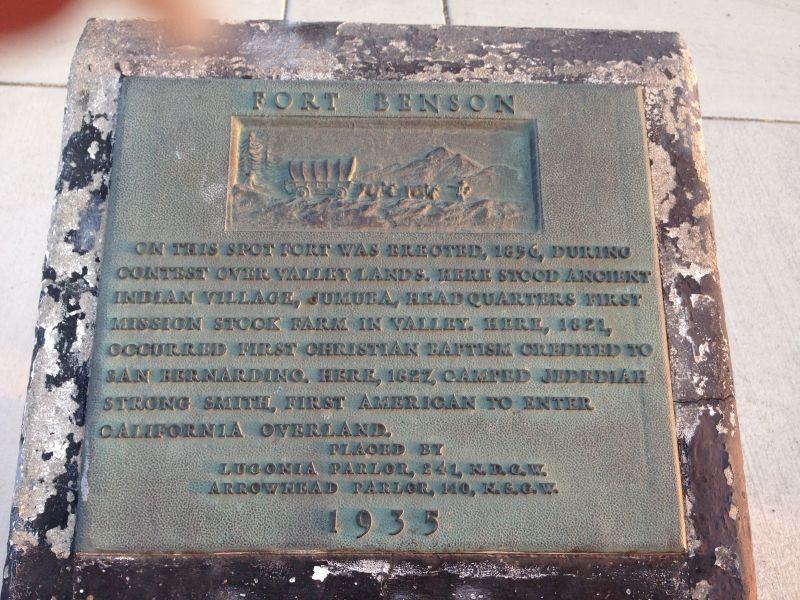 FORT BENSON
ON THIS SPOT FORT WAS ERECTED, 1856, DURING
CONTEST OVER VALLEY LANDS. HERE STOOD ANCIENT
INDIAN VILLAGE, JUMUBA, HEADQUARTERS FIRST
MISSION STOCK FARM IN VALLEY. HERE, 1821,
OCCURRED FIRST CHRISTIAN BAPTISM CREDITED TO
SAN BERNARDINO. HERE, 1827, CAMPED JEDEDIAH
STRONG SMITH, FIRST AMERICAN TO ENTER
CALIFORNIA OVERLAND.
PLACED BY
LUGONIA PARLOR, 241, N.D.G.W.
ARROWHEAD PARLOR, 110, N.S.G.W.
1935